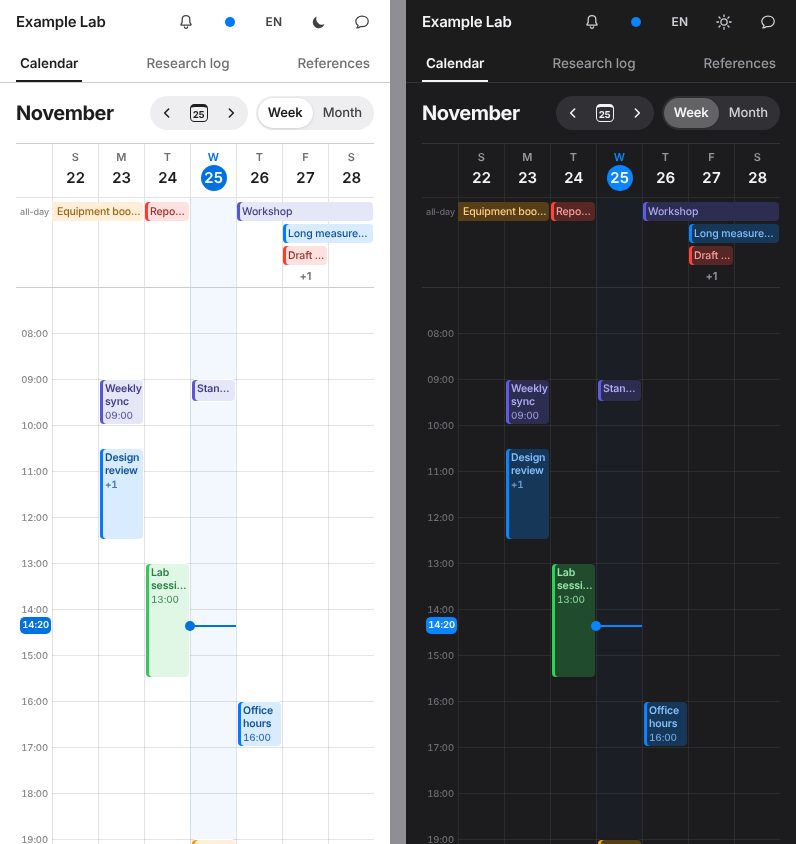 Example Lab
EN
Calendar
Research log
References
November
25
Week
Month
S M T W T F S
22 23 24 25 26 27 28
all-day
Equipment boo...
Repo...
Workshop
Long measure...
Draft ...
+1
08:00
09:00
Weekly
sync
09:00
Stan...
10:00
Design
review
+1
11:00
12:00
13:00
Lab
sessi...
13:00
14:00
14:20
15:00
16:00
Office
hours
16:00
17:00
18:00
19:00
Example Lab
EN
Calendar
Research log
References
November
25
Week
Month
S M T W T F S
22 23 24 25 26 27 28
all-day
Equipment boo...
Repo...
Workshop
Long measure...
Draft ...
+1
08:00
09:00
Weekly
sync
09:00
Stan...
10:00
Design
review
+1
11:00
12:00
13:00
Lab
sessi...
13:00
14:00
14:20
15:00
16:00
Office
hours
16:00
17:00
18:00
19:00